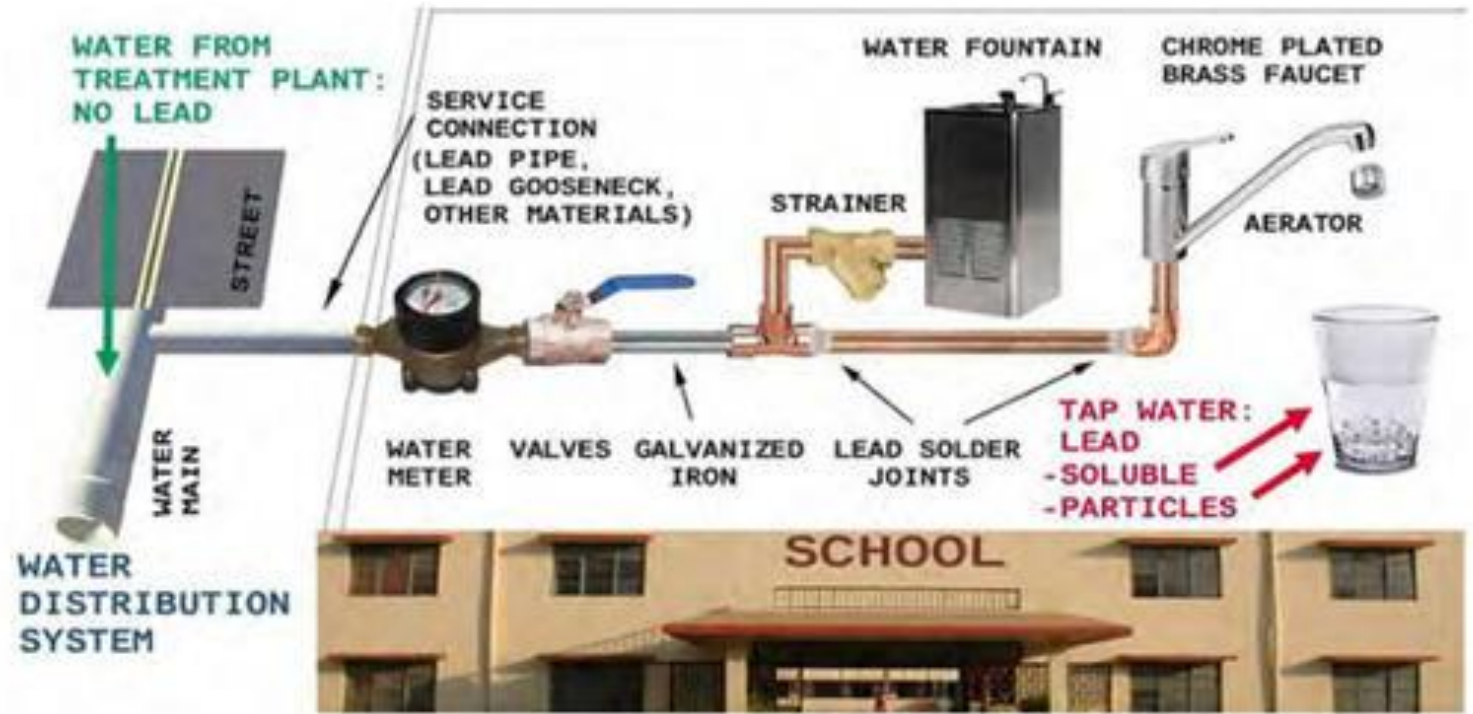 WATER FROM
TREATMENT PLANT:
NO LEAD
SERVICE
CONNECTION
(LEAD PIPE,
LEAD GOOSENECK,
OTHER MATERIALS)
WATER FOUNTAIN
CHROME PLATED
BRASS FAUCET
STRAINER
AERATOR
STREET
WATER
MAIN
WATER
METER
VALVES
GALVANIZED
IRON
LEAD SOLDER
JOINTS
TAP WATER:
LEAD
-SOLUBLE
-PARTICLES
WATER
DISTRIBUTION
SYSTEM
SCHOOL